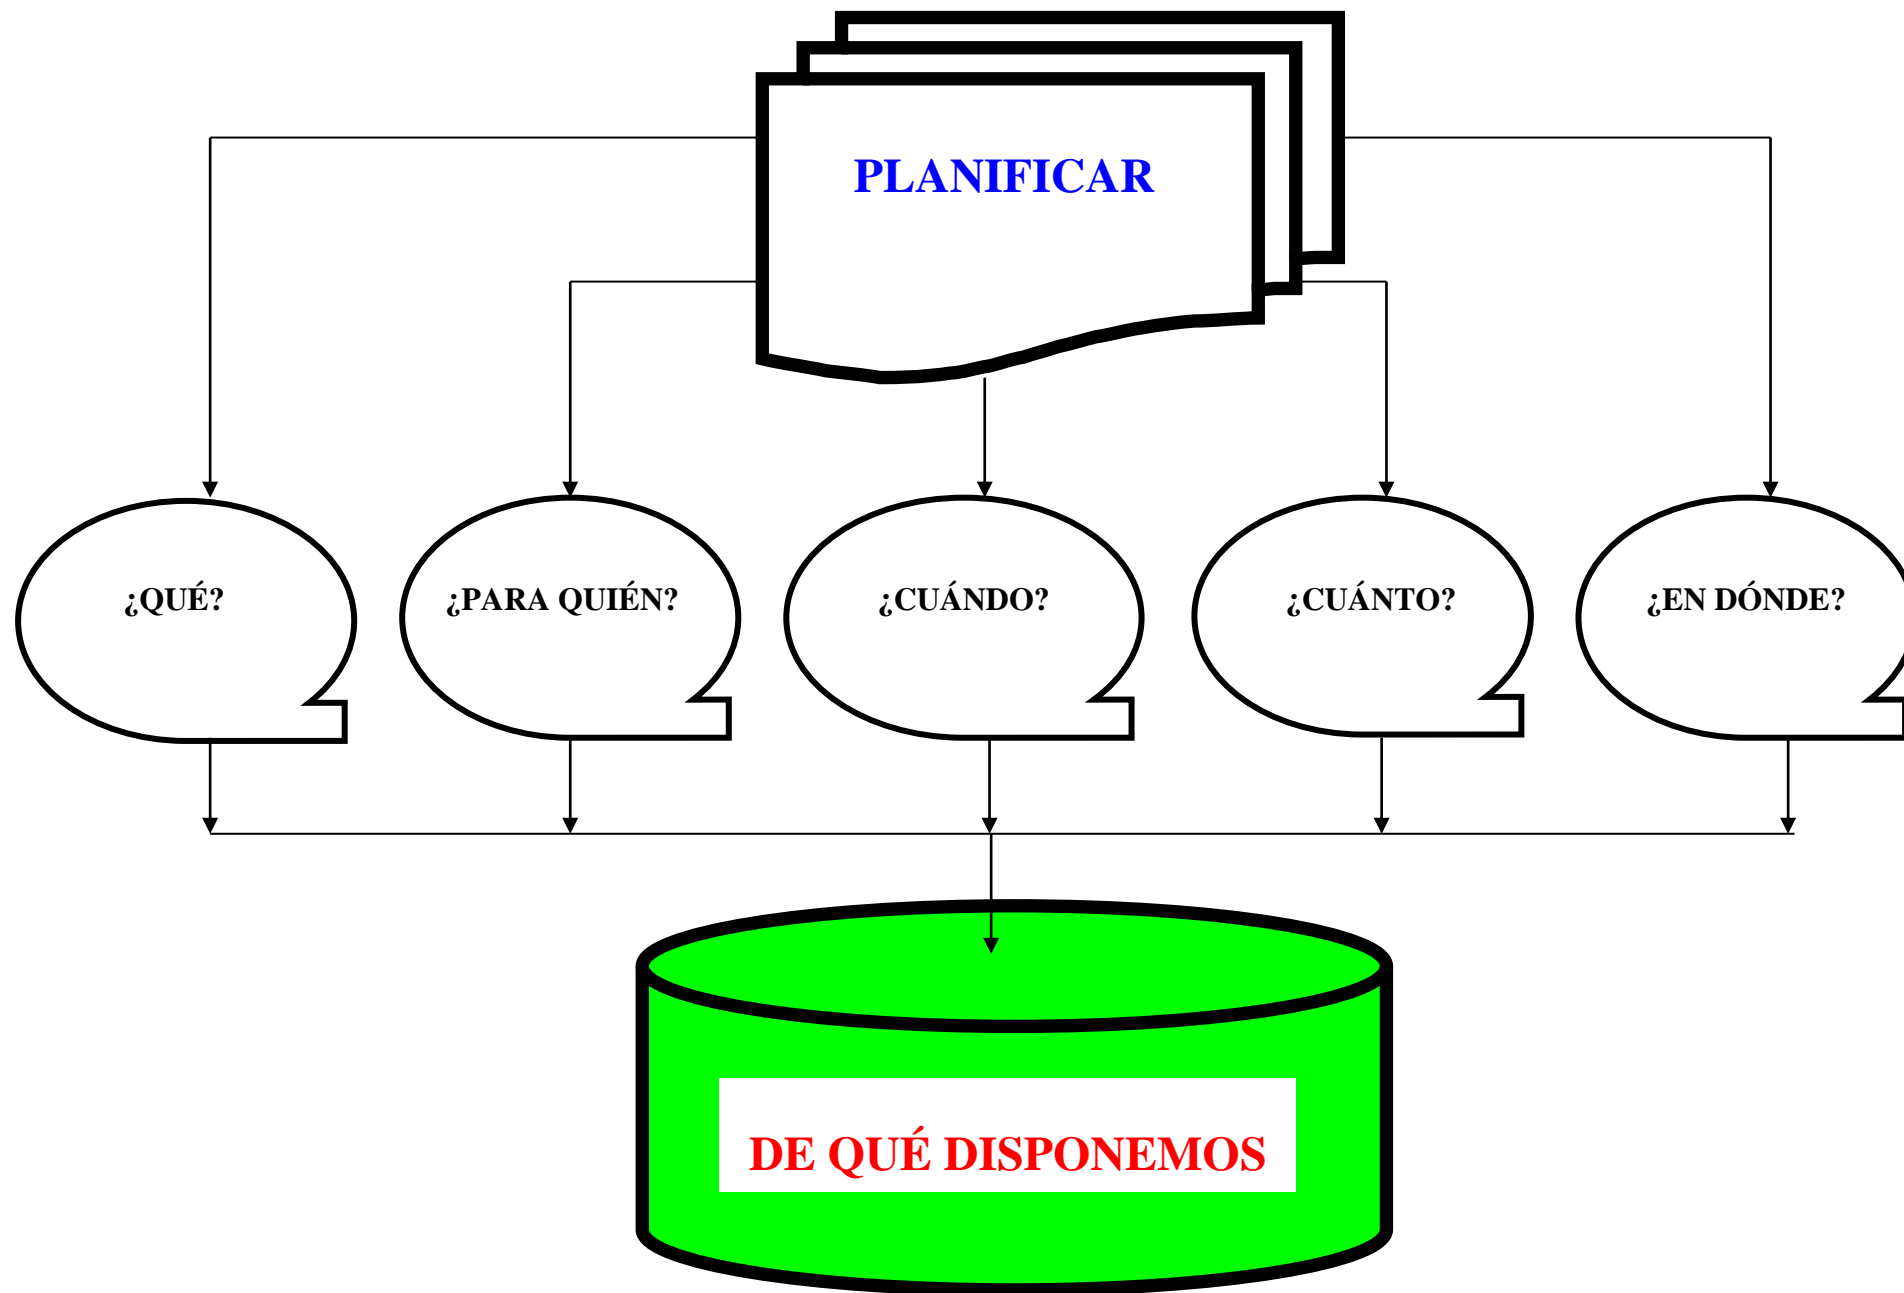 PLANIFICAR
¿QUÉ?
¿PARA QUIÉN?
¿CUÁNDO?
¿CUÁNTO?
¿EN DÓNDE?
DE QUÉ DISPONEMOS